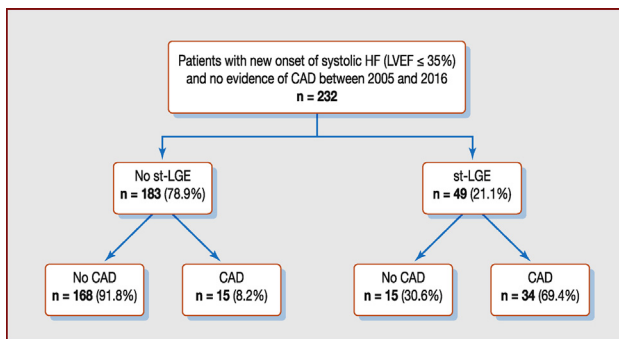 Patients with new onset of systolic HF (LVEF ≤ 35%)
and no evidence of CAD between 2005 and 2016
n = 232
No st-LGE
n = 183 (78.9%)
st-LGE
n = 49 (21.1%)
No CAD
n = 168 (91.8%)
CAD
n = 15 (8.2%)
No CAD
n = 15 (30.6%)
CAD
n = 34 (69.4%)